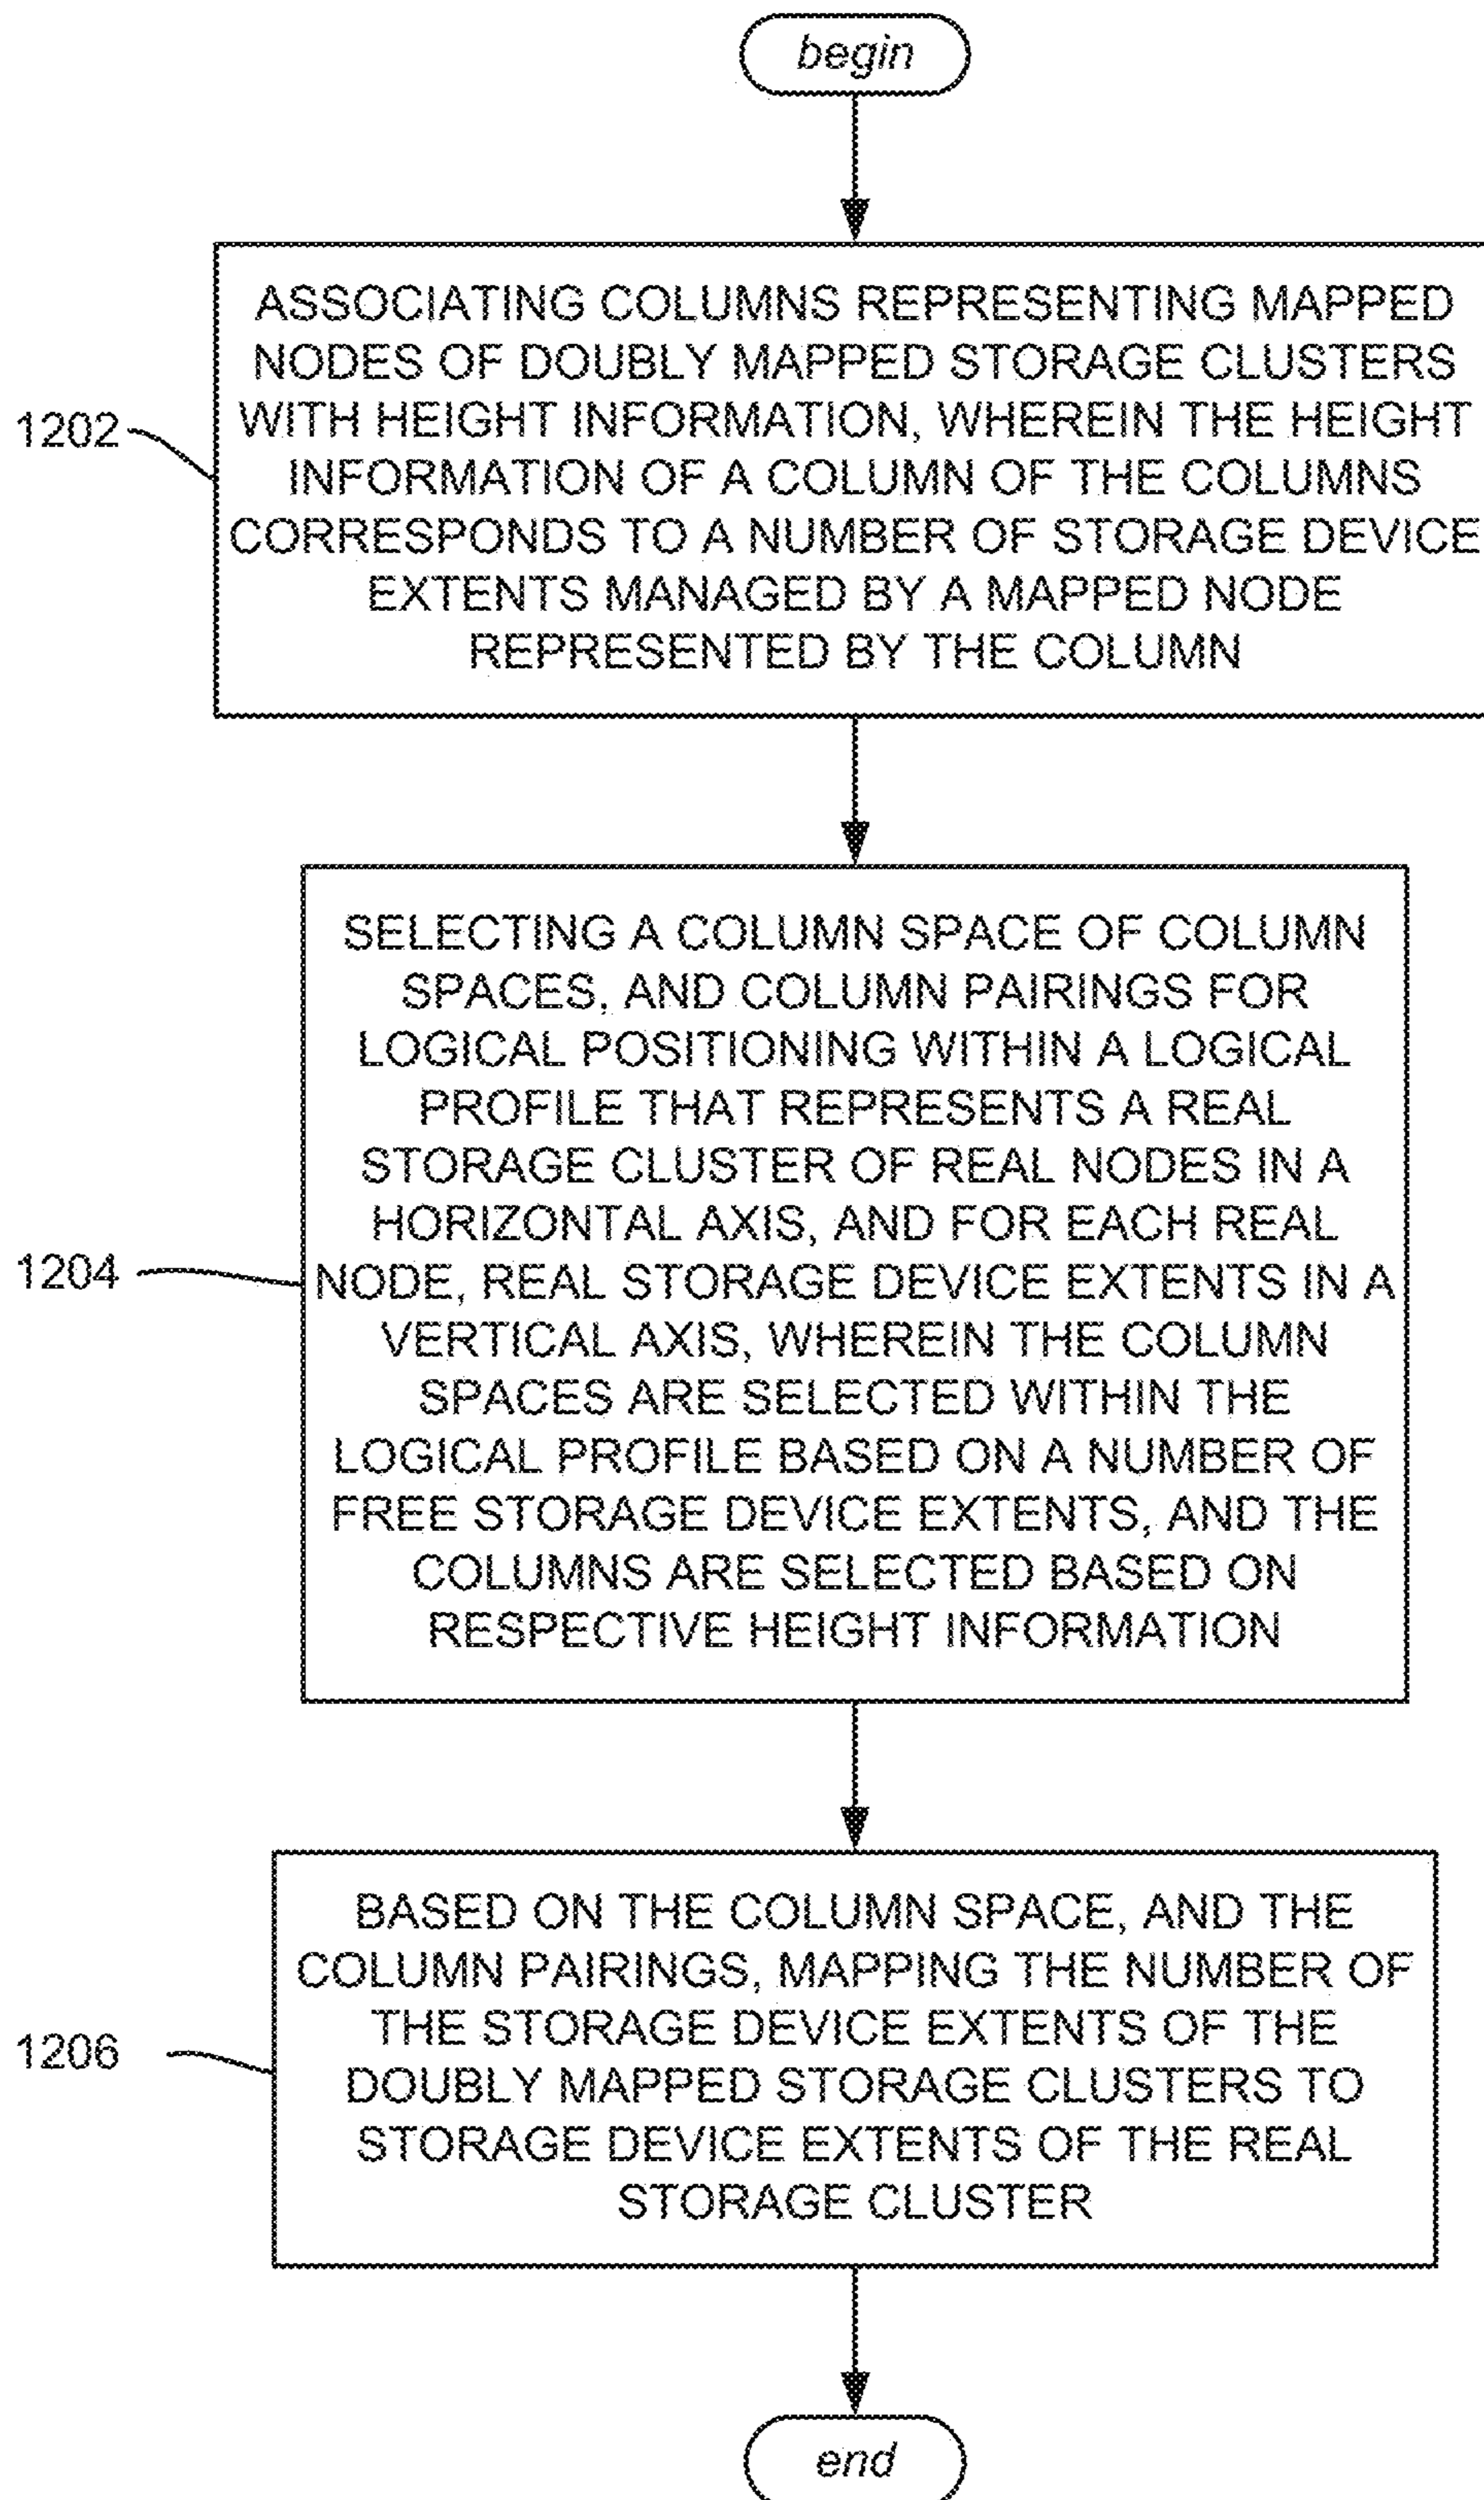 begin
ASSOCIATING COLUMNS REPRESENTING MAPPED
NODES OF DOUBLY MAPPED STORAGE CLUSTERS
WITH HEIGHT INFORMATION, WHEREIN THE HEIGHT
INFORMATION OF A COLUMN OF THE COLUMNS
CORRESPONDS TO A NUMBER OF STORAGE DEVICE
EXTENTS MANAGED BY A MAPPED NODE
REPRESENTED BY THE COLUMN
1202
SELECTING A COLUMN SPACE OF COLUMN
SPACES, AND COLUMN PAIRINGS FOR
LOGICAL POSITIONING WITHIN A LOGICAL
PROFILE THAT REPRESENTS A REAL
STORAGE CLUSTER OF REAL NODES IN A
HORIZONTAL AXIS, AND FOR EACH REAL
NODE, REAL STORAGE DEVICE EXTENTS IN A
VERTICAL AXIS, WHEREIN THE COLUMN
SPACES ARE SELECTED WITHIN THE
LOGICAL PROFILE BASED ON A NUMBER OF
FREE STORAGE DEVICE EXTENTS, AND THE
COLUMNS ARE SELECTED BASED ON
RESPECTIVE HEIGHT INFORMATION
1204
BASED ON THE COLUMN SPACE, AND THE
COLUMN PAIRINGS, MAPPING THE NUMBER OF
THE STORAGE DEVICE EXTENTS OF THE
DOUBLY MAPPED STORAGE CLUSTERS TO
STORAGE DEVICE EXTENTS OF THE REAL
STORAGE CLUSTER
1206
end